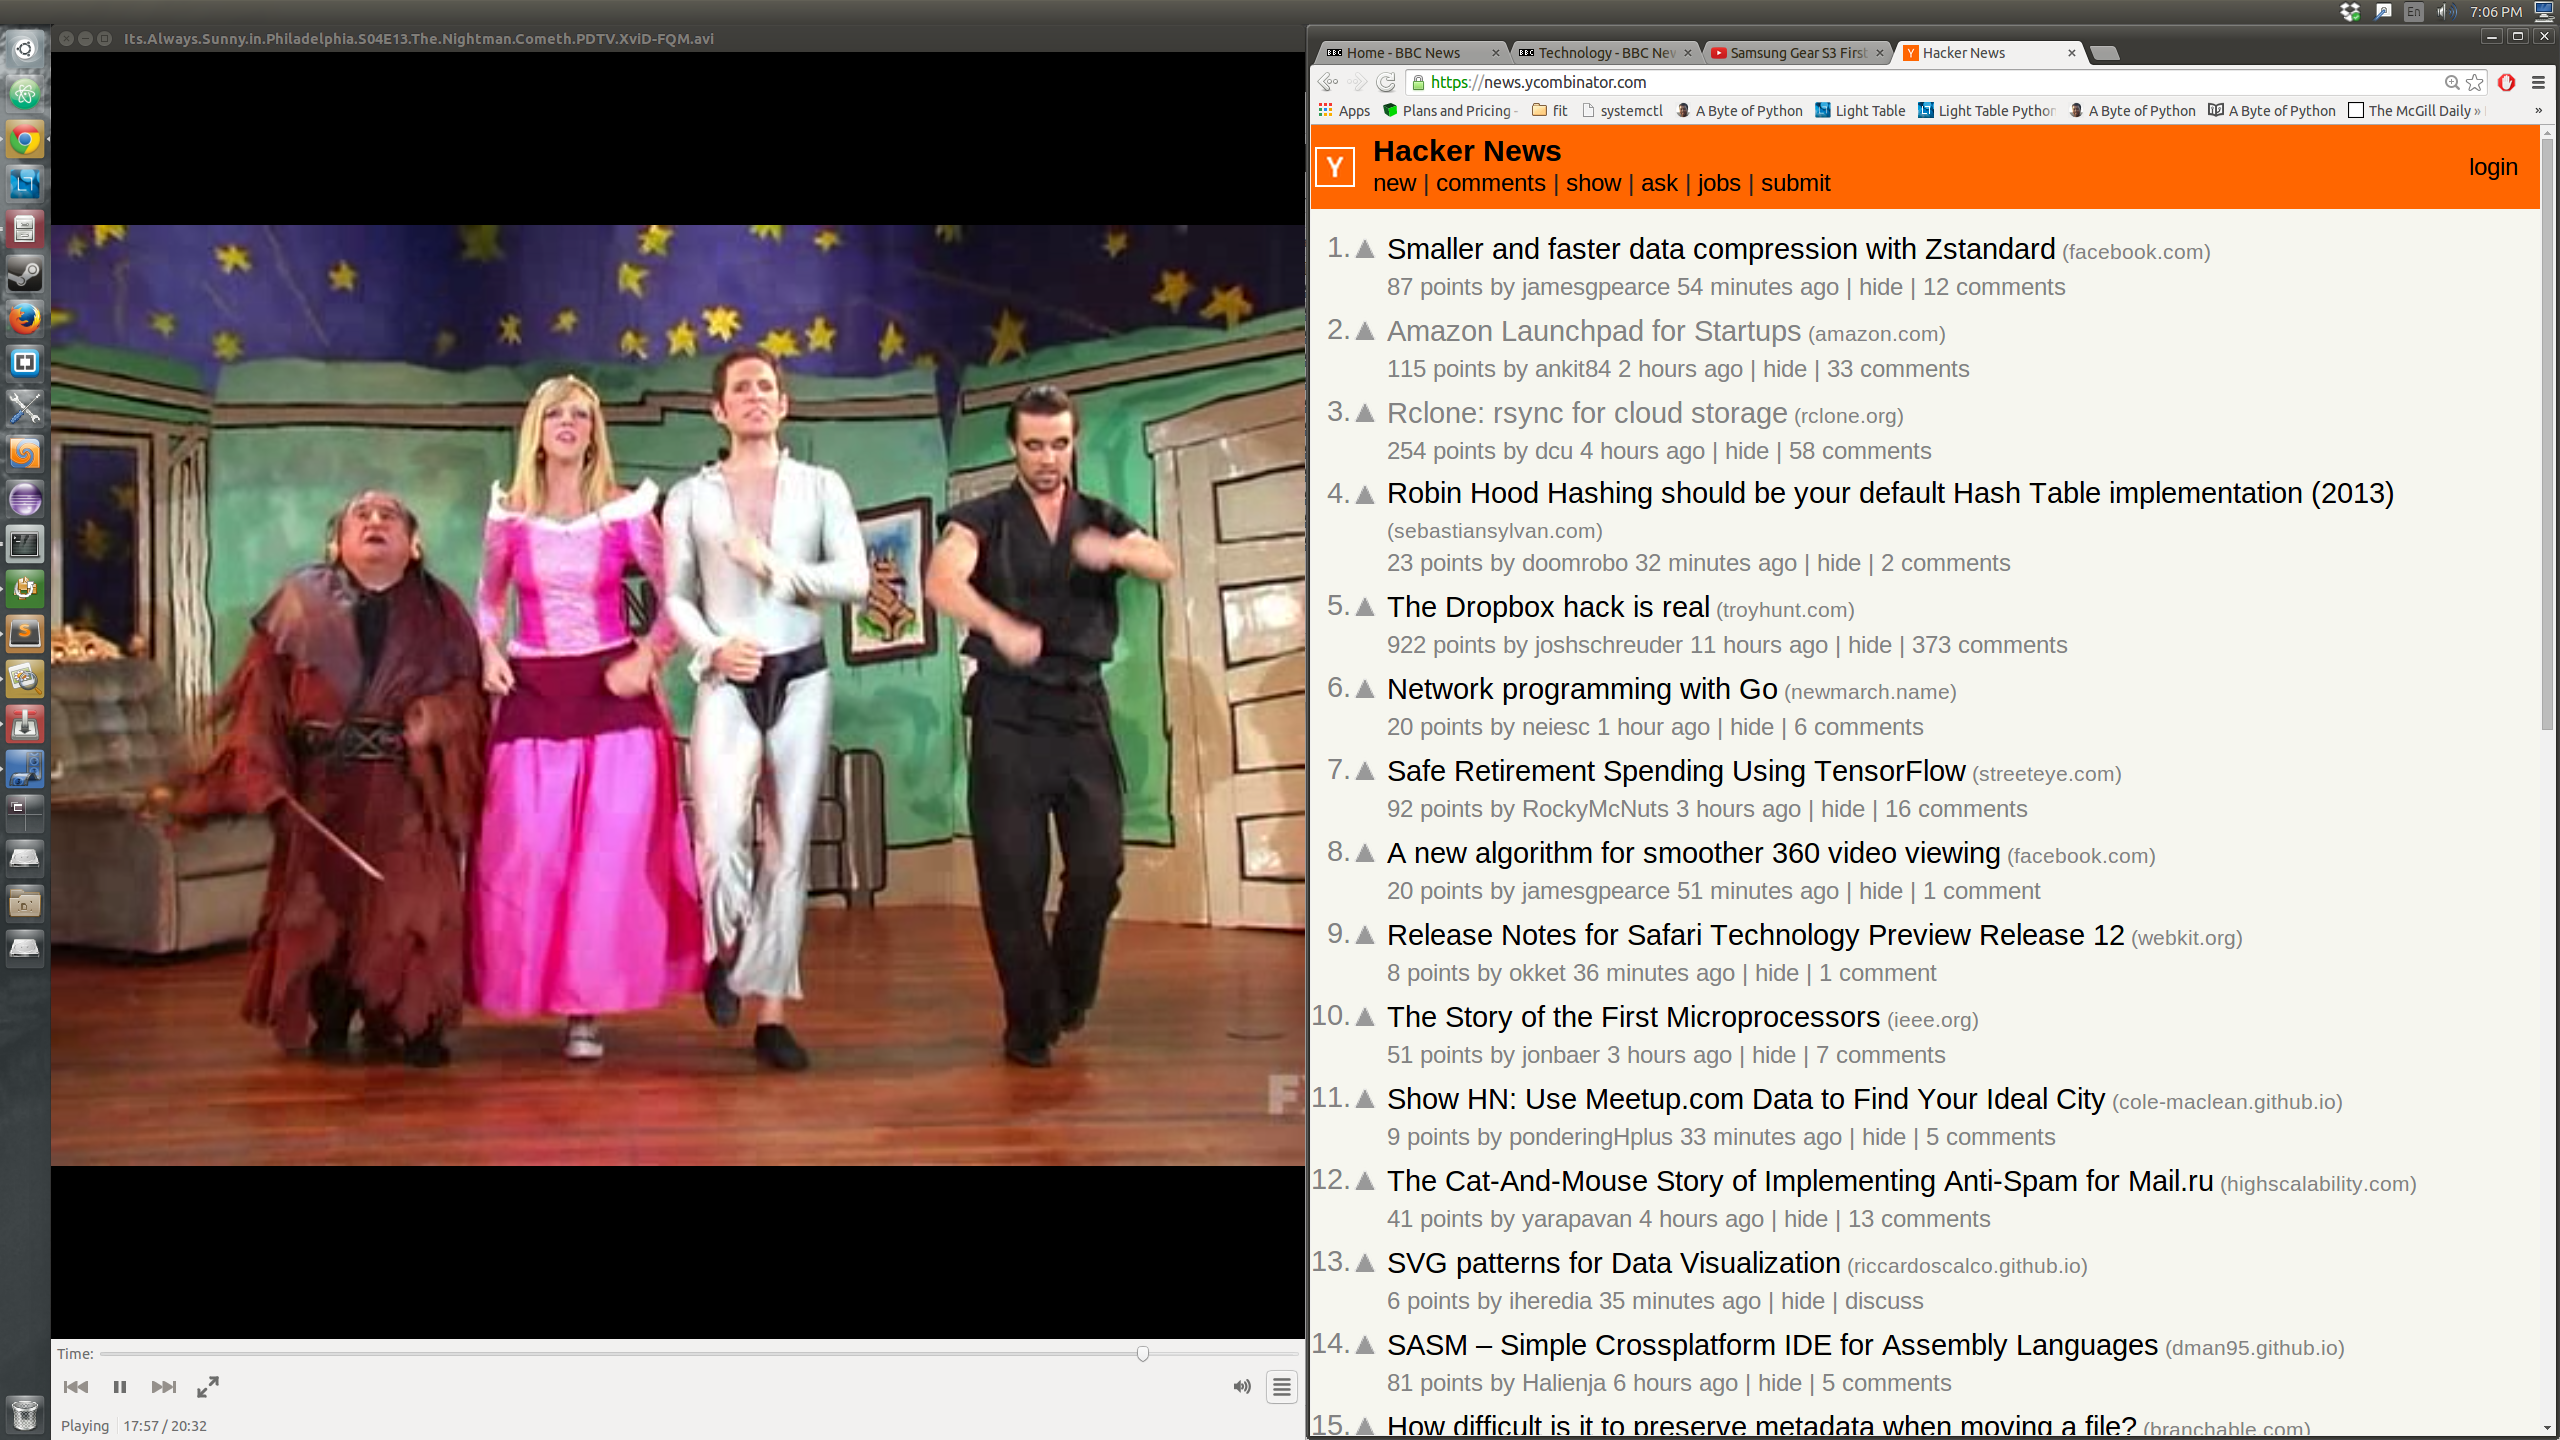 En
7:06 PM
Its.Always.Sunny.in.Philadelphia.S04E13.The.Nightman.Cometh.PDTV.XviD-FQM.avi
Time:
Playing 17:57 / 20:32
Home - BBC News
Technology - BBC Nev
Samsung Gear S3 First
Hacker News
https://news.ycombinator.com
Apps
Plans and Pricing -
fit
systemctl
A Byte of Python
Light Table
Light Table Python
A Byte of Python
A Byte of Python
The McGill Daily »
»
Y
Hacker News
new | comments | show | ask | jobs | submit
login
1. Smaller and faster data compression with Zstandard (facebook.com)
87 points by jamesgpearce 54 minutes ago | hide | 12 comments
2. Amazon Launchpad for Startups (amazon.com)
115 points by ankit84 2 hours ago | hide | 33 comments
3. Rclone: rsync for cloud storage (rclone.org)
254 points by dcu 4 hours ago | hide | 58 comments
4. Robin Hood Hashing should be your default Hash Table implementation (2013)
(sebastiansylvan.com)
23 points by doomrobo 32 minutes ago | hide | 2 comments
5. The Dropbox hack is real (troyhunt.com)
922 points by joshschreuder 11 hours ago | hide | 373 comments
6. Network programming with Go (newmarch.name)
20 points by neiesc 1 hour ago | hide | 6 comments
7. Safe Retirement Spending Using TensorFlow (streeteye.com)
92 points by RockyMcNuts 3 hours ago | hide | 16 comments
8. A new algorithm for smoother 360 video viewing (facebook.com)
20 points by jamesgpearce 51 minutes ago | hide | 1 comment
9. Release Notes for Safari Technology Preview Release 12 (webkit.org)
8 points by okket 36 minutes ago | hide | 1 comment
10. The Story of the First Microprocessors (ieee.org)
51 points by jonbaer 3 hours ago | hide | 7 comments
11. Show HN: Use Meetup.com Data to Find Your Ideal City (cole-maclean.github.io)
9 points by ponderingHplus 33 minutes ago | hide | 5 comments
12. The Cat-And-Mouse Story of Implementing Anti-Spam for Mail.ru (highscalability.com)
41 points by yarapavan 4 hours ago | hide | 13 comments
13. SVG patterns for Data Visualization (riccardoscalco.github.io)
6 points by iheredia 35 minutes ago | hide | discuss
14. SASM – Simple Crossplatform IDE for Assembly Languages (dman95.github.io)
81 points by Halienja 6 hours ago | hide | 5 comments
15. How difficult is it to preserve metadata when moving a file? (branchable.com)